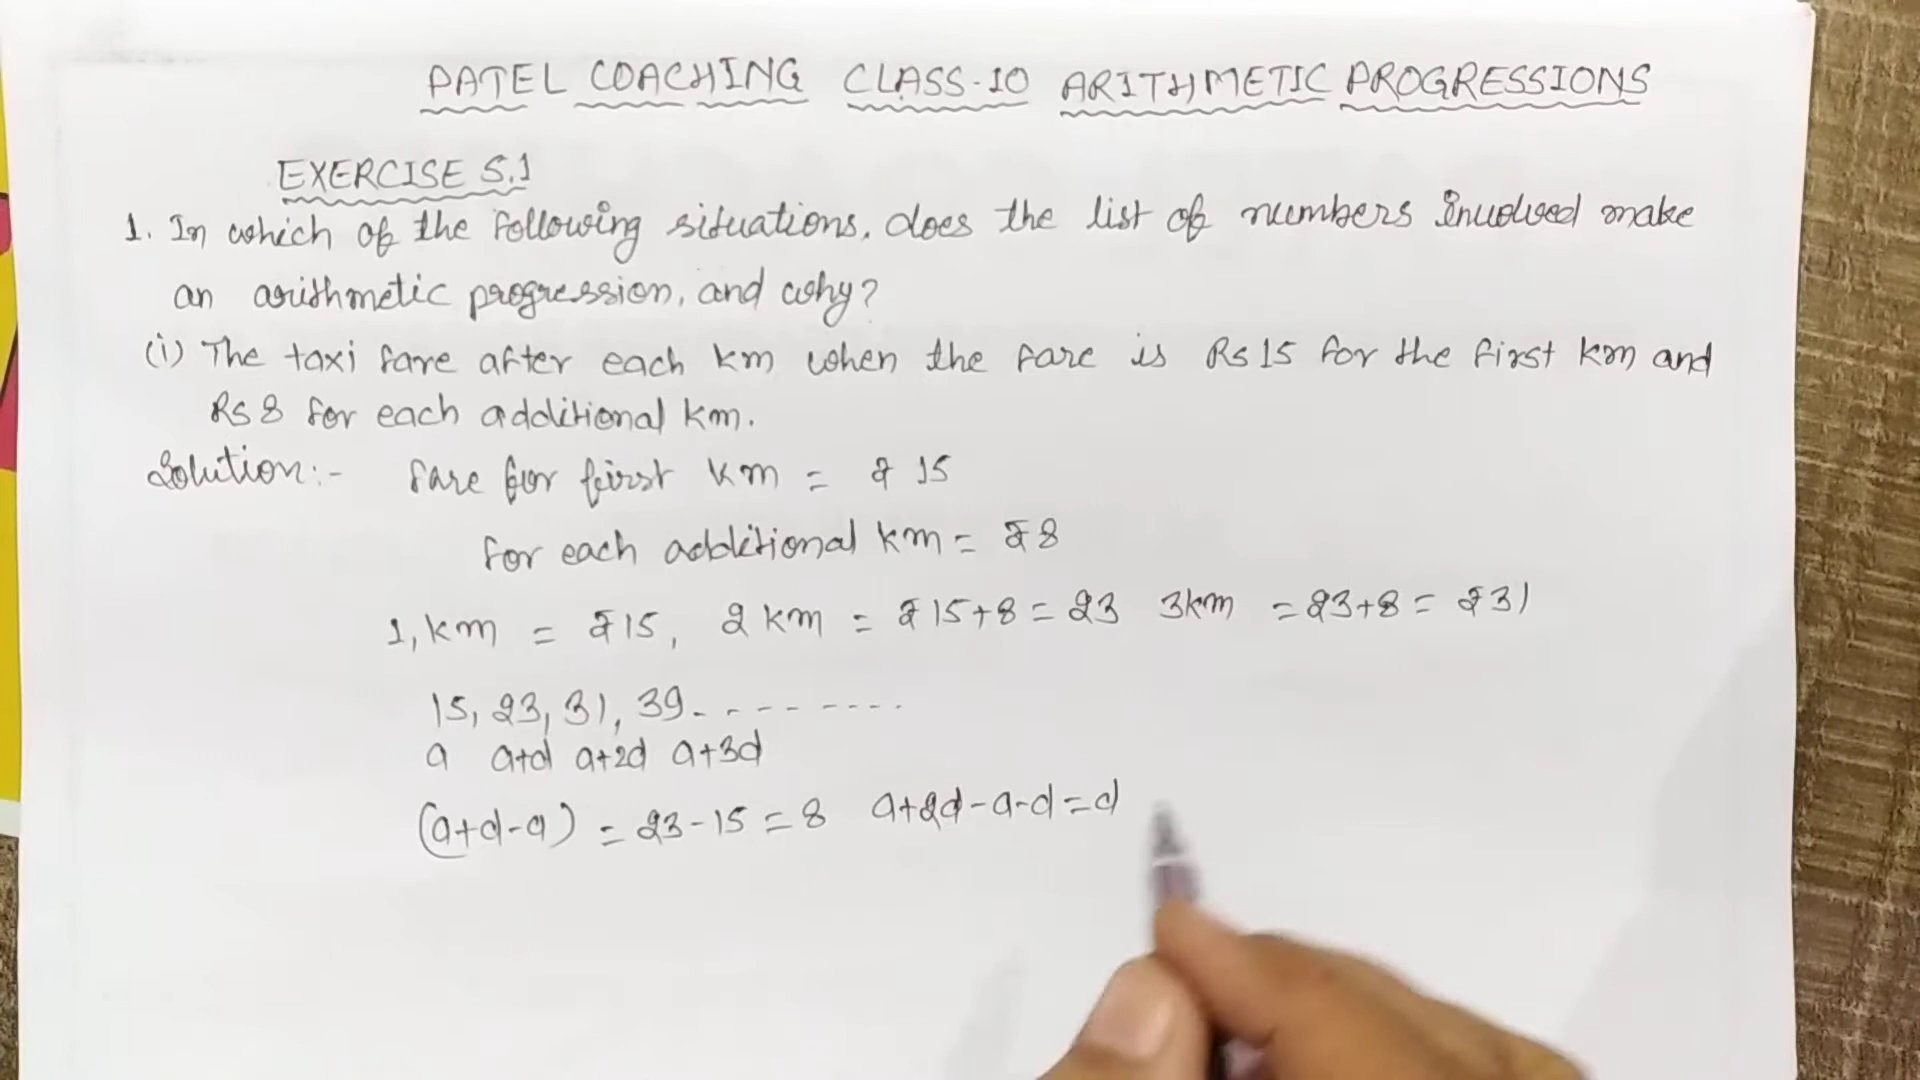 PATEL COACHING CLASS-10 ARITHMETIC PROGRESSIONS
EXERCISE 5.1
1. In which of the following situations, does the list of numbers involved make
an arithmetic progression, and why?
(i) The taxi fare after each km when the fare is Rs 15 for the first km and
Rs 8 for each additional km.
Solution:- fare for first km = ₹ 15
for each additional km = ₹8
1, km = ₹15, 2 km = ₹15+8 = 23 3km = 23+8 = ₹31
15, 23, 31, 39 - - - - - - - - -
a a+d a+2d a+3d
(a+d-a) = 23-15 = 8 a+2d-a-d=d